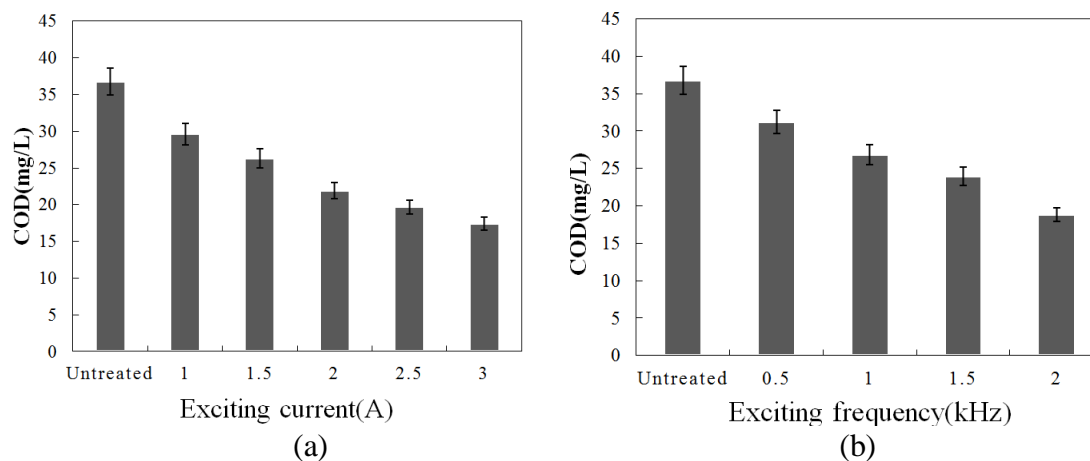 45
40
35
30
25
20
15
10
5
0
COD(mg/L)
Untreated 1 1.5 2 2.5 3
Exciting current(A)
(a)
45
40
35
30
25
20
15
10
5
0
COD(mg/L)
Untreated 0.5 1 1.5 2
Exciting frequency(kHz)
(b)